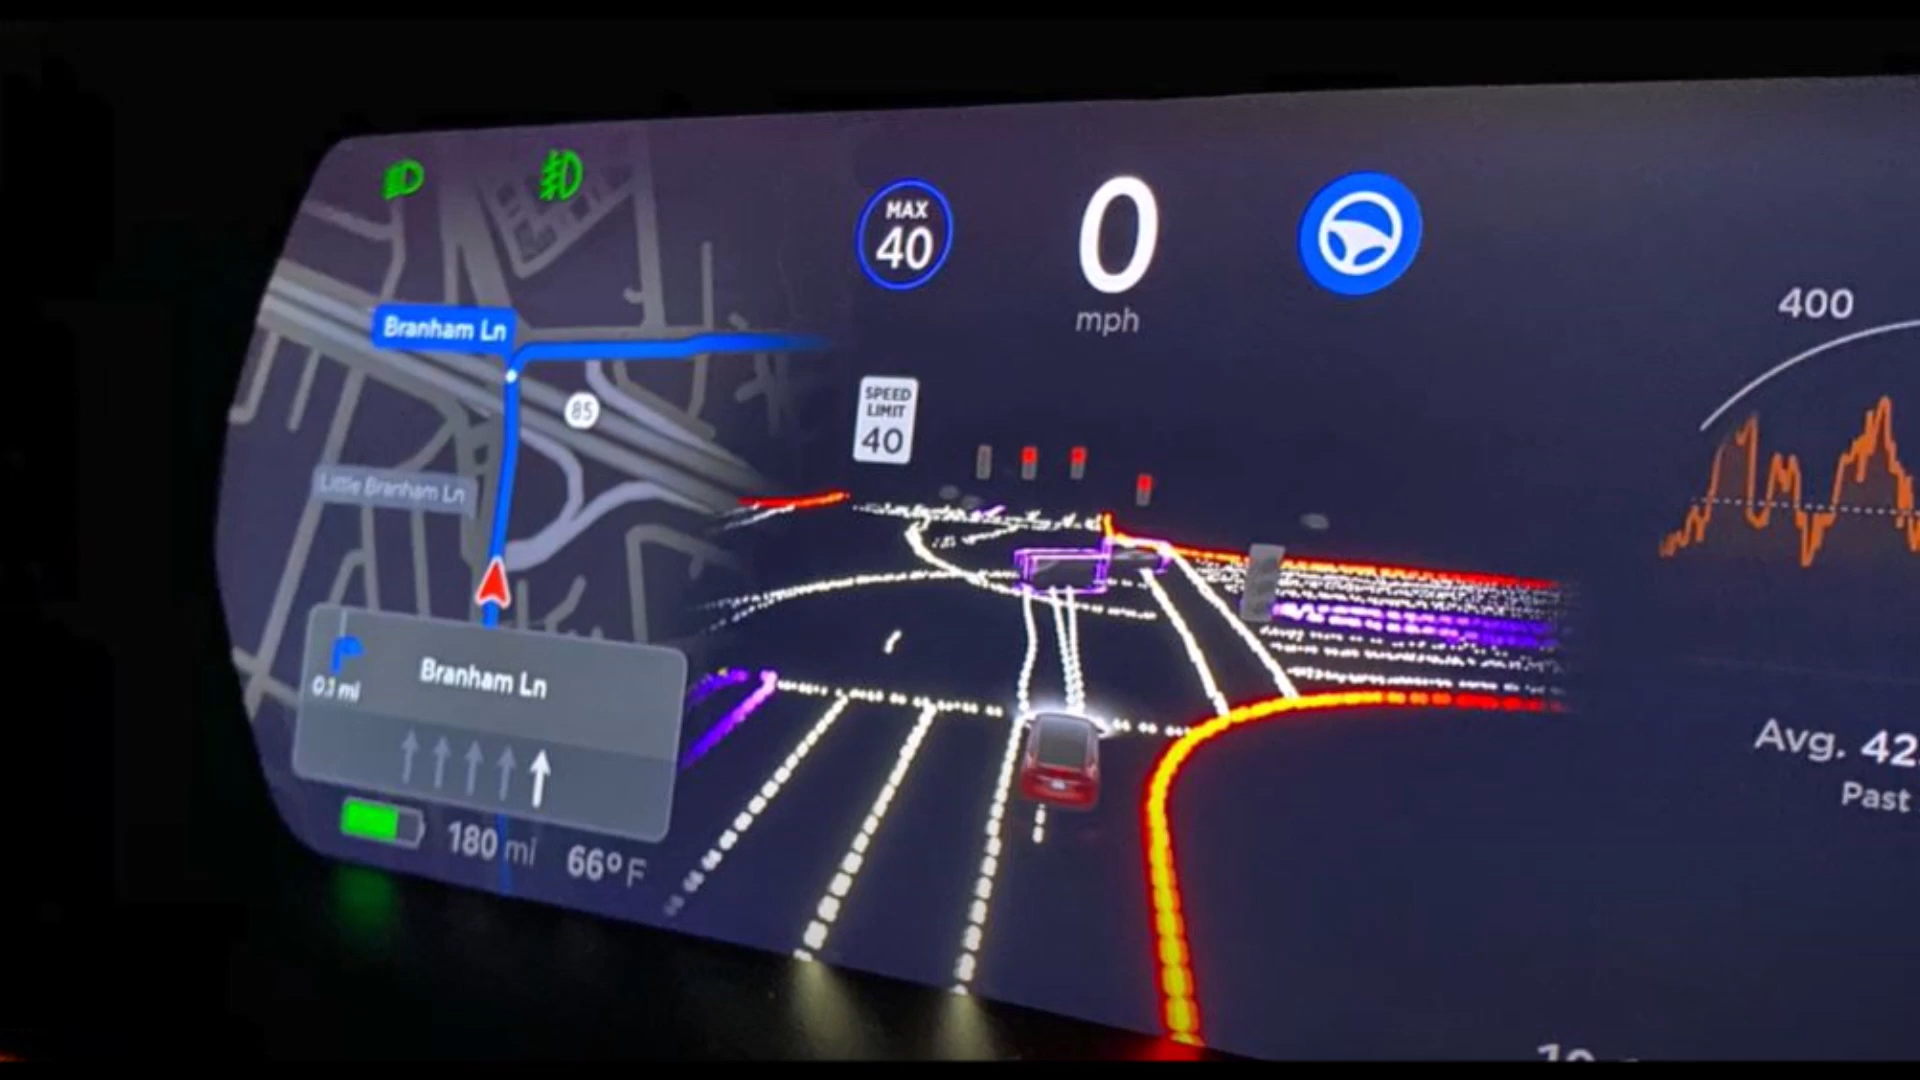 Branham Ln
85
Little Branham Ln
Branham Ln
0.1 mi
180 mi
66°F
MAX
40
0
mph
SPEED
LIMIT
40
400
Avg. 42
Past